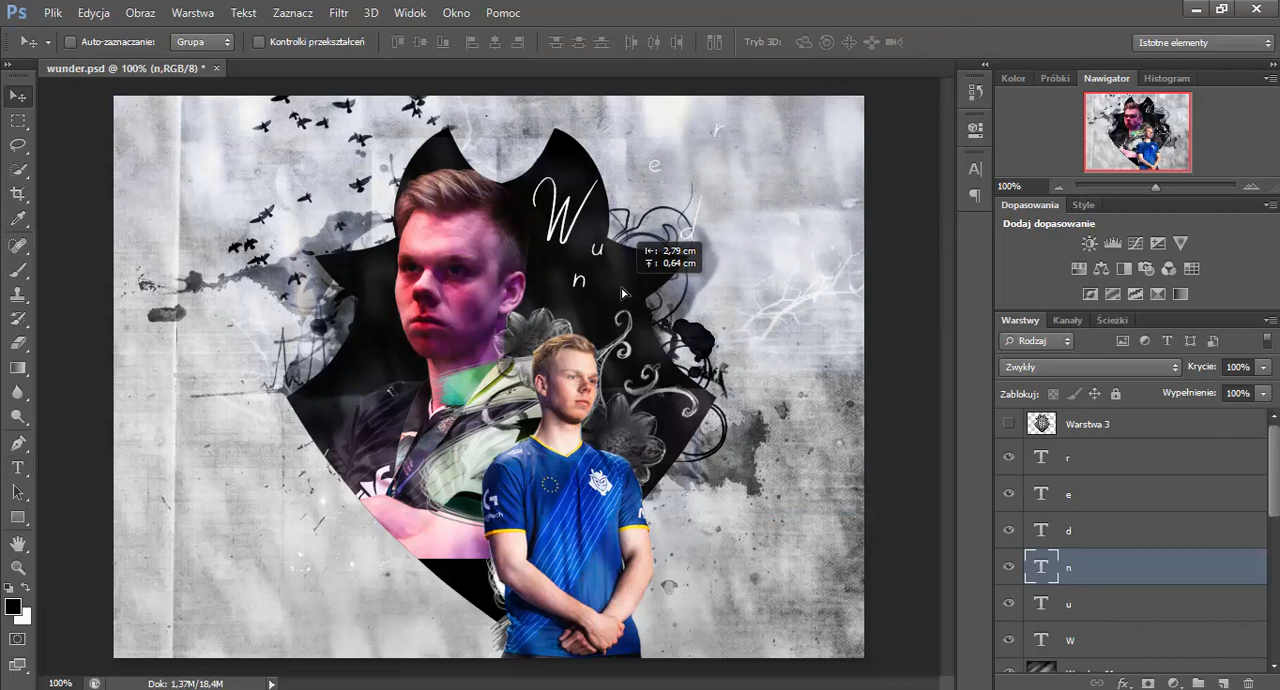 Ps Plik Edycja Obraz Warstwa Tekst Zaznacz Filtr 3D Widok Okno Pomoc
Auto-zaznaczanie: Grupa Kontrolki przekształceń Tryb 3D: Istotne elementy
wunder.psd @ 100% (n,RGB/8) * ×
Kolor Próbki Nawigator Histogram
r
e
W
d
u
n
2,79 cm
0,64 cm
100%
Dopasowania Style
Dodaj dopasowanie
Warstwy Kanały Ścieżki
Rodzaj
Zwykły Krycie: 100%
Zablokuj: Wypełnienie: 100%
Warstwa 3
T r
T e
T d
T n
T u
T W
fx
100% Dok: 1,37M/18,4M